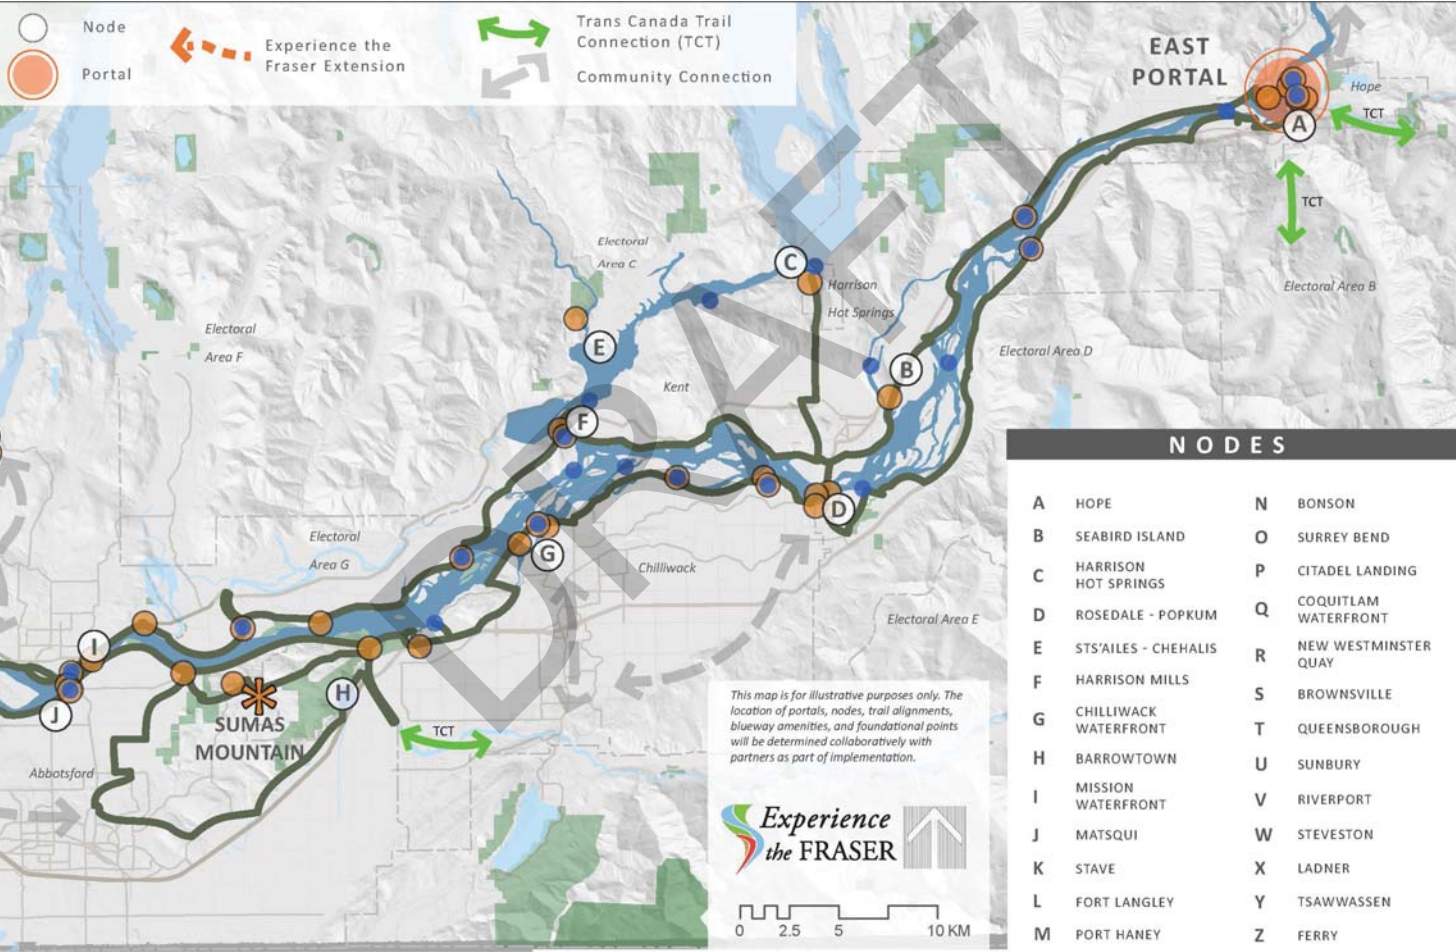 Node
Portal
Experience the
Fraser Extension
Trans Canada Trail
Connection (TCT)
Community Connection
EAST
PORTAL
Hope
A
TCT
TCT
Electoral Area B
Electoral
Area C
C
Harrison
Hot Springs
Electoral
Area F
E
Kent
B
Electoral Area D
F
D
G
Chilliwack
Electoral
Area G
Electoral Area E
I
J
H
SUMAS
MOUNTAIN
TCT
Abbotsford
DRAFT
This map is for illustrative purposes only. The
location of portals, nodes, trail alignments,
blueway amenities, and foundational points
will be determined collaboratively with
partners as part of implementation.
Experience
the FRASER
0 2.5 5 10 KM
NODES
A HOPE
B SEABIRD ISLAND
C HARRISON
HOT SPRINGS
D ROSEDALE - POPKUM
E STS'AILES - CHEHALIS
F HARRISON MILLS
G CHILLIWACK
WATERFRONT
H BARROWTOWN
I MISSION
WATERFRONT
J MATSQUI
K STAVE
L FORT LANGLEY
M PORT HANEY
N BONSON
O SURREY BEND
P CITADEL LANDING
Q COQUITLAM
WATERFRONT
R NEW WESTMINSTER
QUAY
S BROWNSVILLE
T QUEENSBOROUGH
U SUNBURY
V RIVERPORT
W STEVESTON
X LADNER
Y TSAWWASSEN
Z FERRY